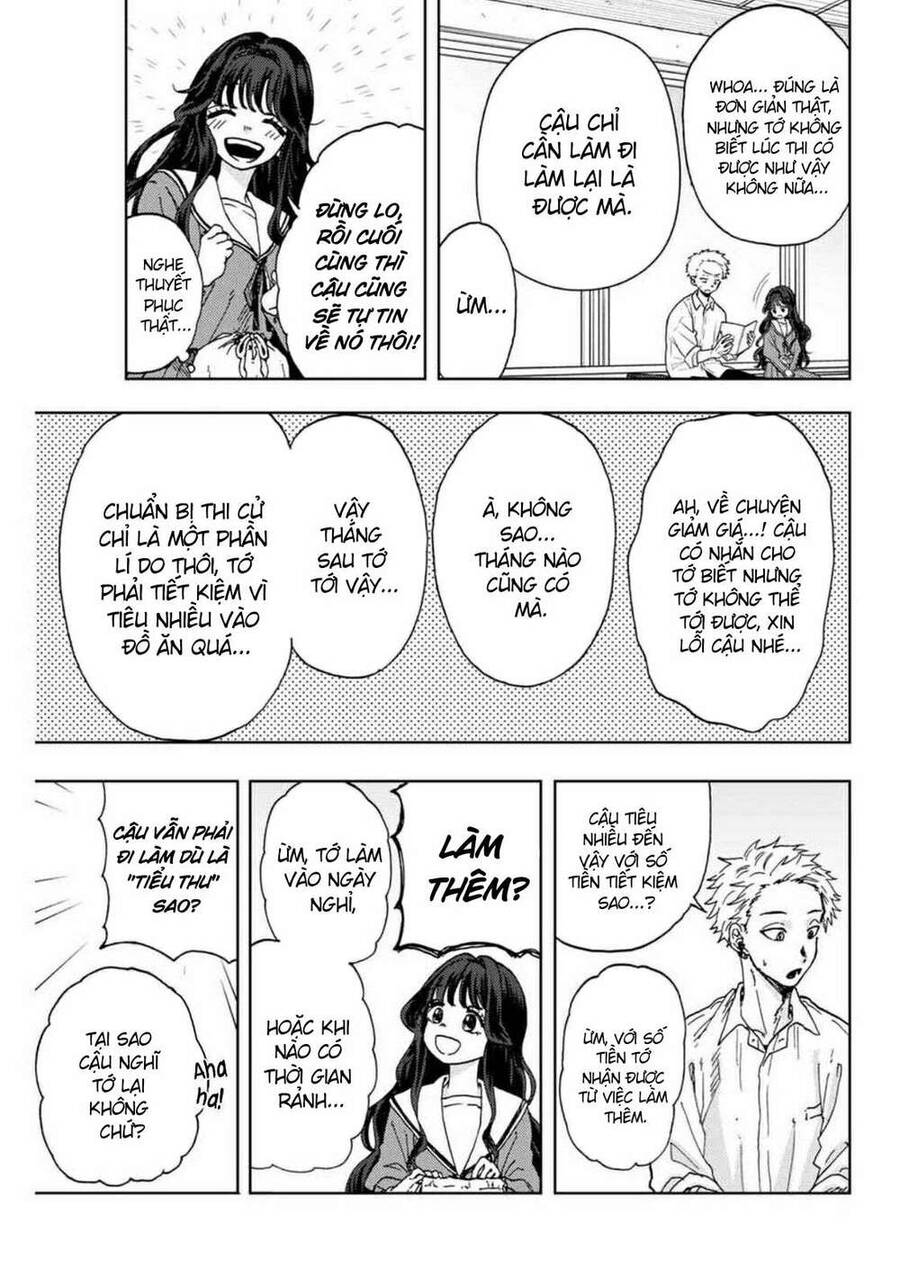 WHOA... ĐÚNG LÀ
ĐƠN GIẢN THẬT,
NHƯNG TỚ KHÔNG
BIẾT LÚC THI CÓ
ĐƯỢC NHƯ VẬY
KHÔNG NỮA...
CẬU CHỈ
CẦN LÀM ĐI
LÀM LẠI LÀ
ĐƯỢC MÀ.
ỪM...
ĐỪNG LO,
RỒI CUỐI
CÙNG THÌ
CẬU CŨNG
SẼ TỰ TIN
VỀ NÓ THÔI!
NGHE
THUYẾT
PHỤC
THẬT...
AH, VỀ CHUYỆN
GIẢM GIÁ...! CẬU
CÓ NHẮN CHO
TỚ BIẾT NHƯNG
TỚ KHÔNG THỂ
TỚI ĐƯỢC, XIN
LỖI CẬU NHÉ...
À, KHÔNG
SAO...
THÁNG NÀO
CŨNG CÓ
MÀ.
VẬY
THÁNG
SAU TỚ
TỚI VẬY...
CHUẨN BỊ THI CỬ
CHỈ LÀ MỘT PHẦN
LÍ DO THÔI, TỚ
PHẢI TIẾT KIỆM VÌ
TIÊU NHIỀU VÀO
ĐỒ ĂN QUÁ...
CẬU TIÊU
NHIỀU ĐẾN
VẬY VỚI SỐ
TIỀN TIẾT KIỆM
SAO...?
ỪM, VỚI SỐ
TIỀN TỚ
NHẬN ĐƯỢC
TỪ VIỆC LÀM
THÊM.
LÀM
THÊM?
ỪM, TỚ LÀM
VÀO NGÀY
NGHỈ,
HOẶC KHI
NÀO CÓ
THỜI GIAN
RẢNH...
CẬU VẪN PHẢI
ĐI LÀM DÙ LÀ
"TIỂU THƯ"
SAO?
TẠI SAO
CẬU NGHĨ
TỚ LẠI
KHÔNG
CHỨ?
Aha
ha!